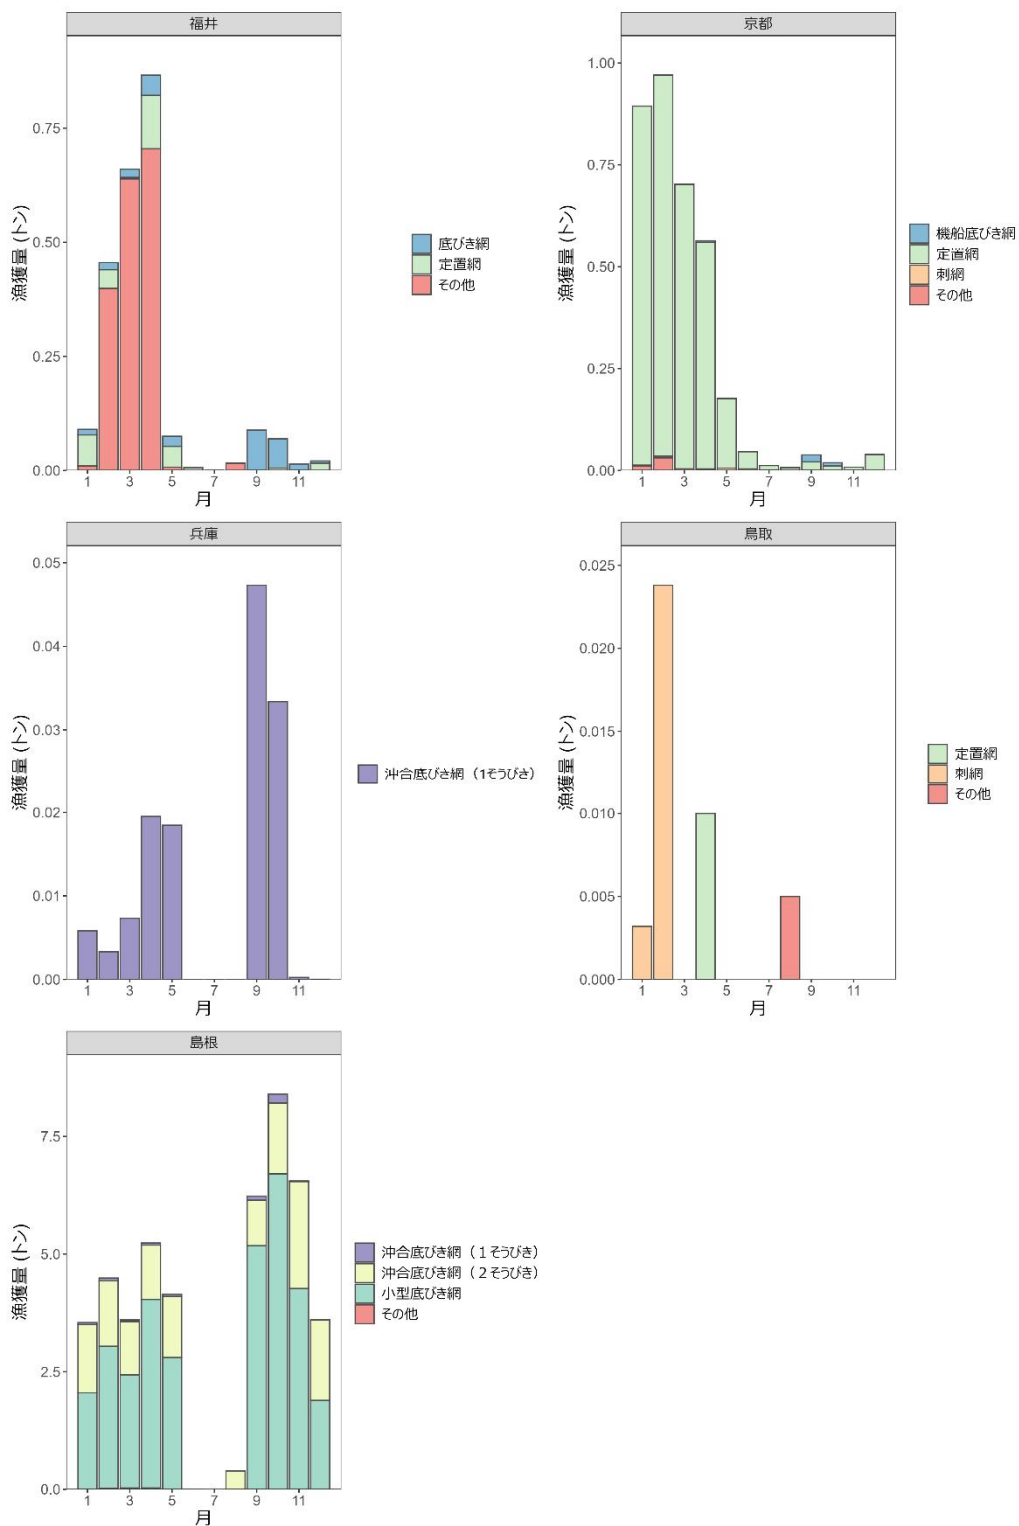 福井
漁獲量 (トン)
0.75
0.50
0.25
0.00
1 3 5 7 9 11
月
底びき網
定置網
その他
京都
漁獲量 (トン)
1.00
0.75
0.50
0.25
0.00
1 3 5 7 9 11
月
機船底びき網
定置網
刺網
その他
兵庫
漁獲量 (トン)
0.05
0.04
0.03
0.02
0.01
0.00
1 3 5 7 9 11
月
沖合底びき網（1そうびき）
鳥取
漁獲量 (トン)
0.025
0.020
0.015
0.010
0.005
0.000
1 3 5 7 9 11
月
定置網
刺網
その他
島根
漁獲量 (トン)
7.5
5.0
2.5
0.0
1 3 5 7 9 11
月
沖合底びき網（１そうびき）
沖合底びき網（２そうびき）
小型底びき網
その他